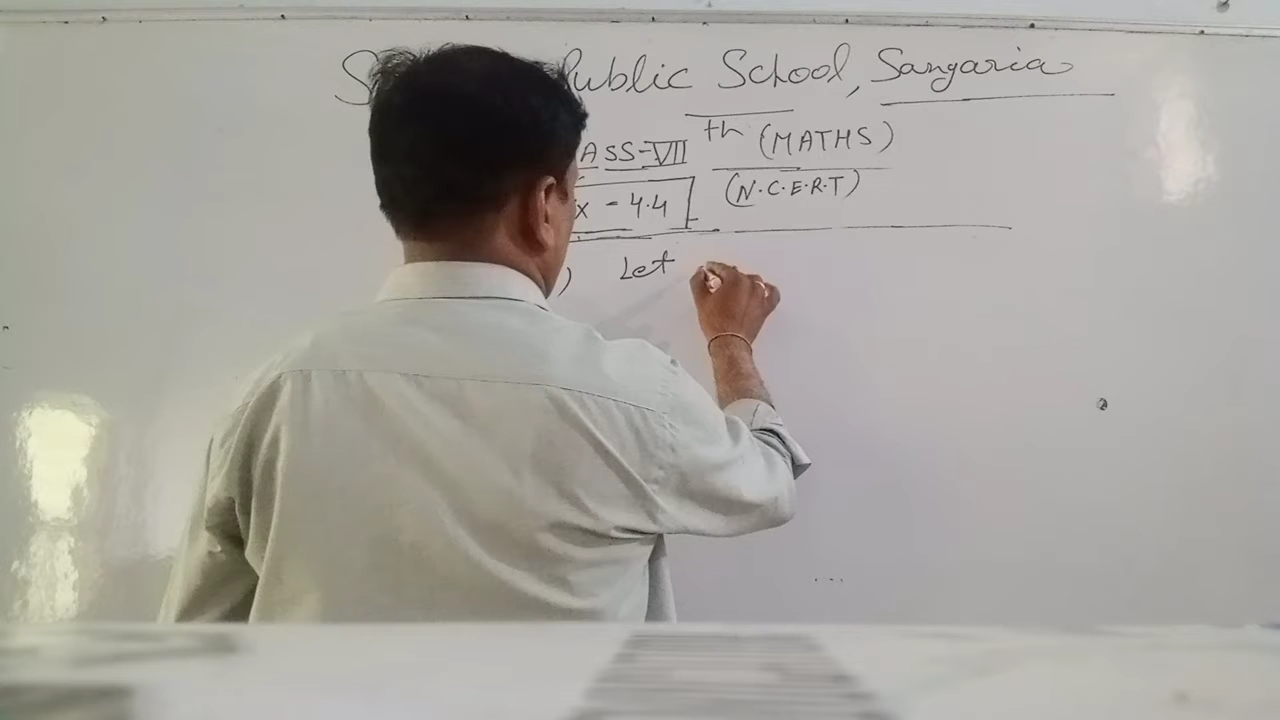 Public School, Sangaria
ASS-VII th (MATHS)
x - 4.4 (N.C.E.R.T)
) Let